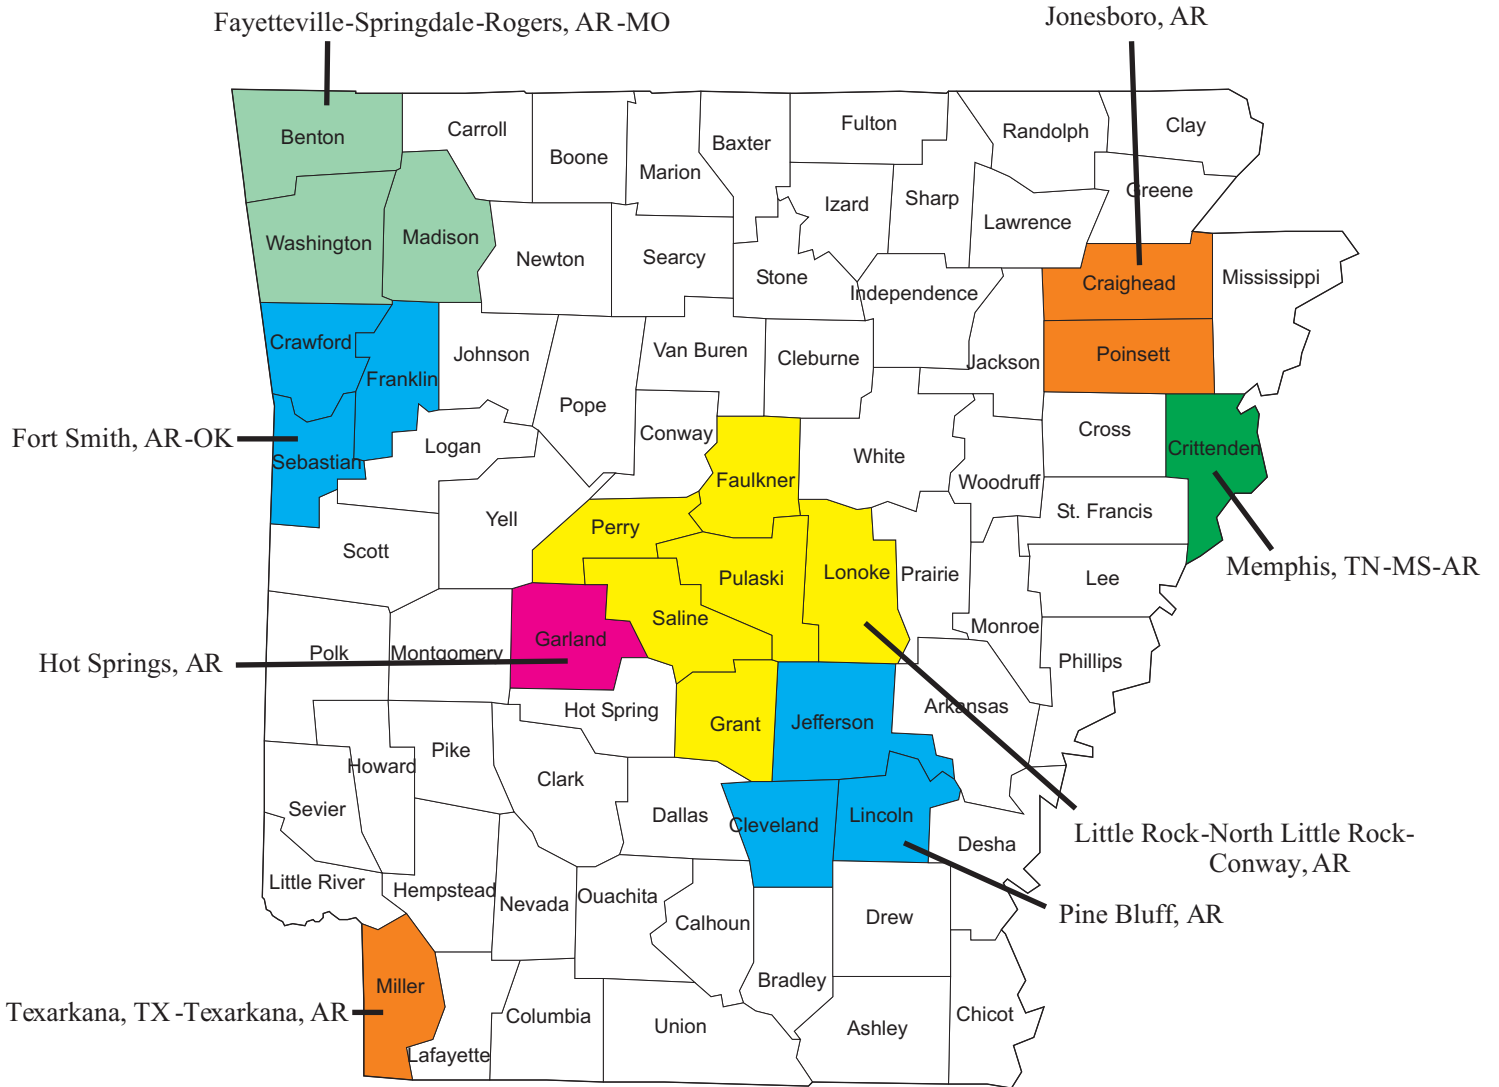 Fayetteville-Springdale-Rogers, AR-MO
Jonesboro, AR
Benton
Carroll
Boone
Marion
Baxter
Fulton
Randolph
Clay
Izard
Sharp
Lawrence
Greene
Washington
Madison
Newton
Searcy
Stone
Independence
Craighead
Mississippi
Crawford
Franklin
Johnson
Pope
Van Buren
Cleburne
Jackson
Poinsett
Fort Smith, AR-OK
Sebastian
Logan
Conway
Faulkner
White
Woodruff
Cross
Crittenden
Scott
Yell
Perry
Pulaski
Lonoke
Prairie
St. Francis
Lee
Memphis, TN-MS-AR
Hot Springs, AR
Polk
Montgomery
Garland
Saline
Monroe
Phillips
Hot Spring
Grant
Jefferson
Arkansas
Howard
Pike
Clark
Sevier
Dallas
Cleveland
Lincoln
Desha
Little Rock-North Little Rock-
Conway, AR
Little River
Hempstead
Nevada
Ouachita
Calhoun
Drew
Pine Bluff, AR
Bradley
Miller
Texarkana, TX-Texarkana, AR
Lafayette
Columbia
Union
Ashley
Chicot